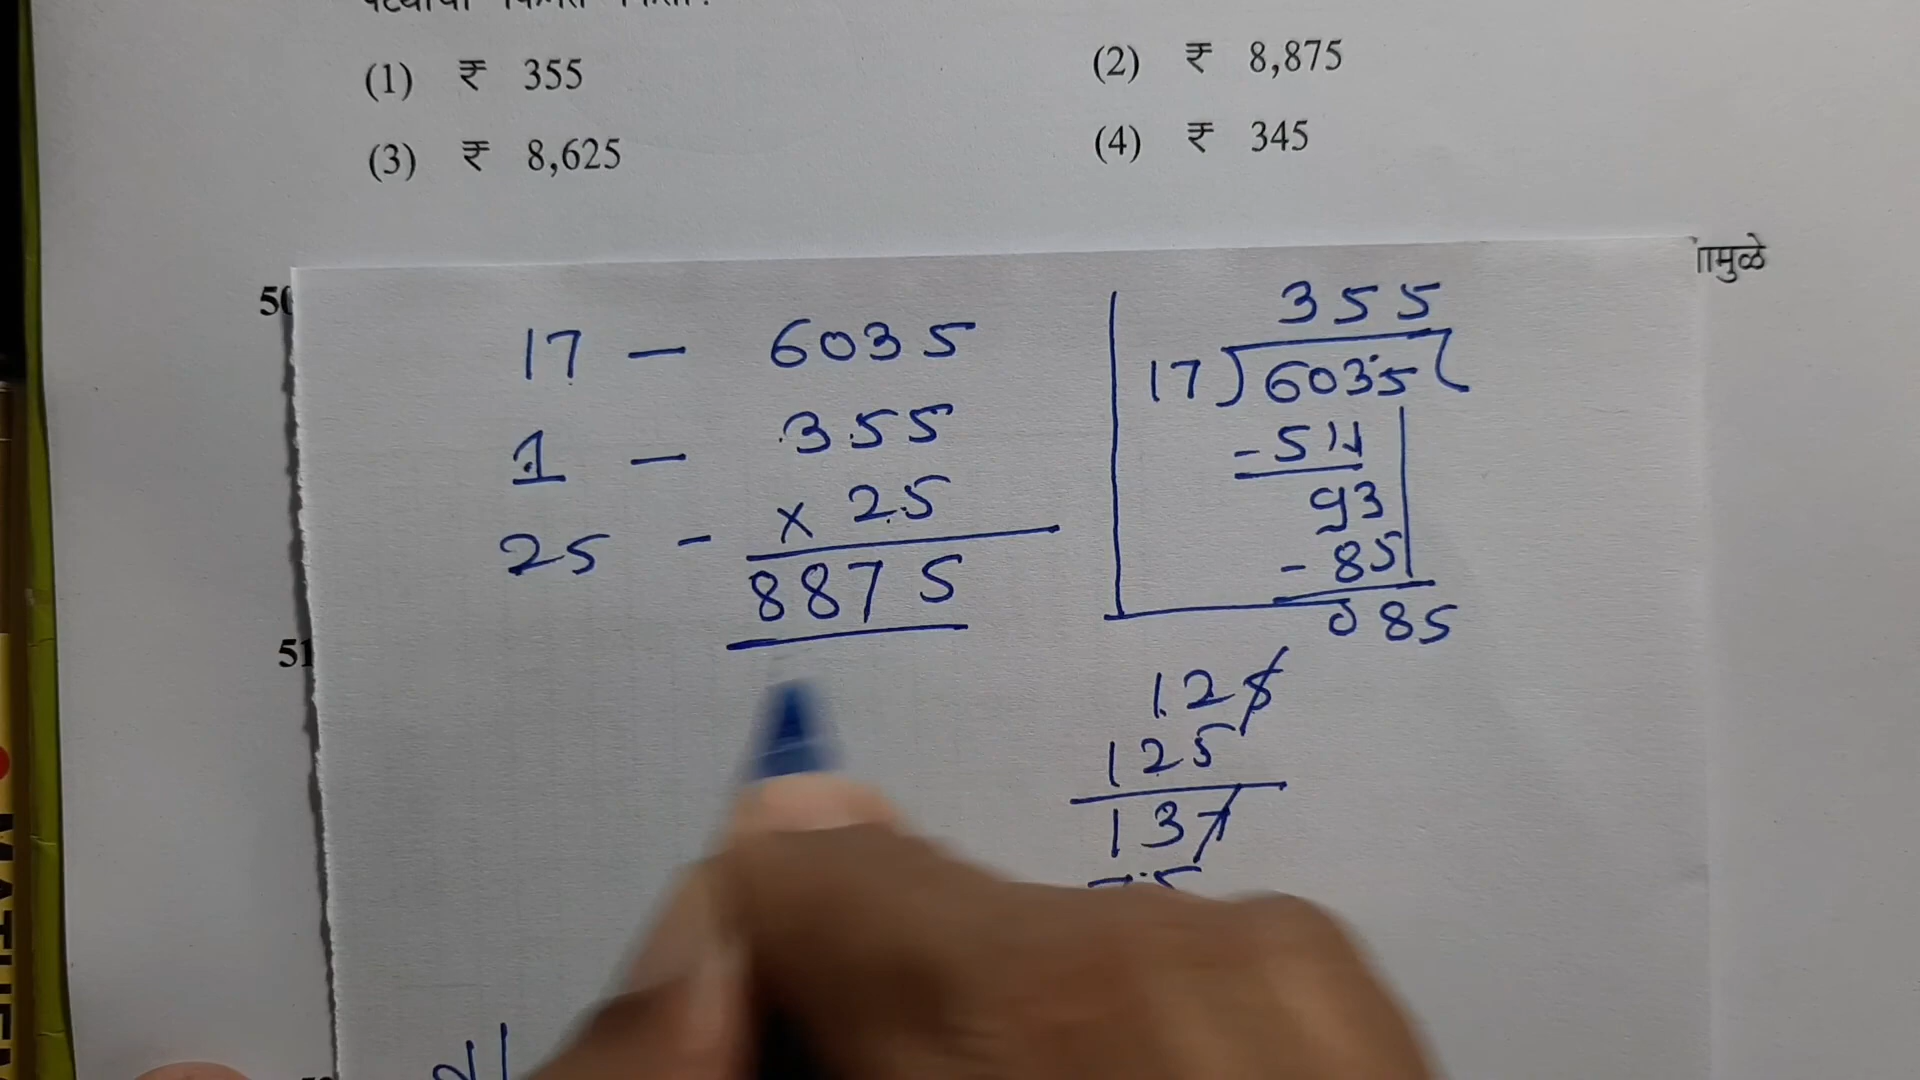 (1) ₹ 355
(2) ₹ 8,875
(3) ₹ 8,625
(4) ₹ 345
50
17 — 6035
1 — 355
× 25
25 - 8875
355
17)6035(
-51
93
-85
085
51
128
125
137